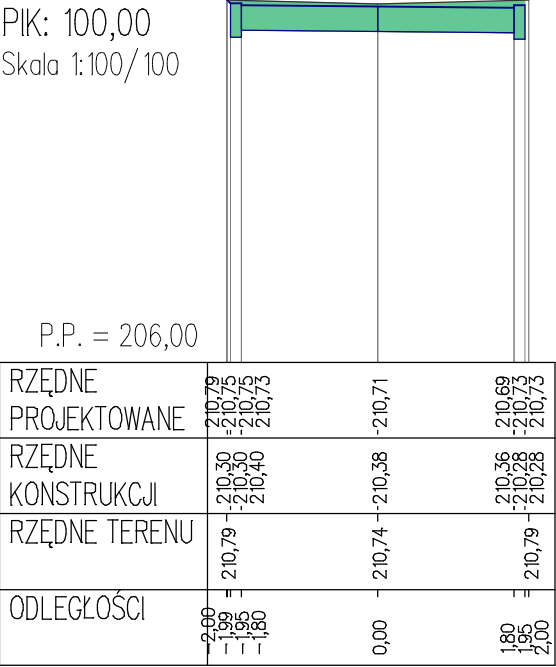 PIK: 100,00
Skala 1:100/100
P.P. = 206,00
RZĘDNE PROJEKTOWANE
210,79 210,75 210,75 210,73 210,71 210,69 210,73 210,73
RZĘDNE KONSTRUKCJI
210,30 210,30 210,40 210,38 210,36 210,28 210,28
RZĘDNE TERENU
210,79 210,74 210,79
ODLEGŁOŚCI
-2,00 -1,99 -1,95 -1,80 0,00 1,80 1,95 2,00